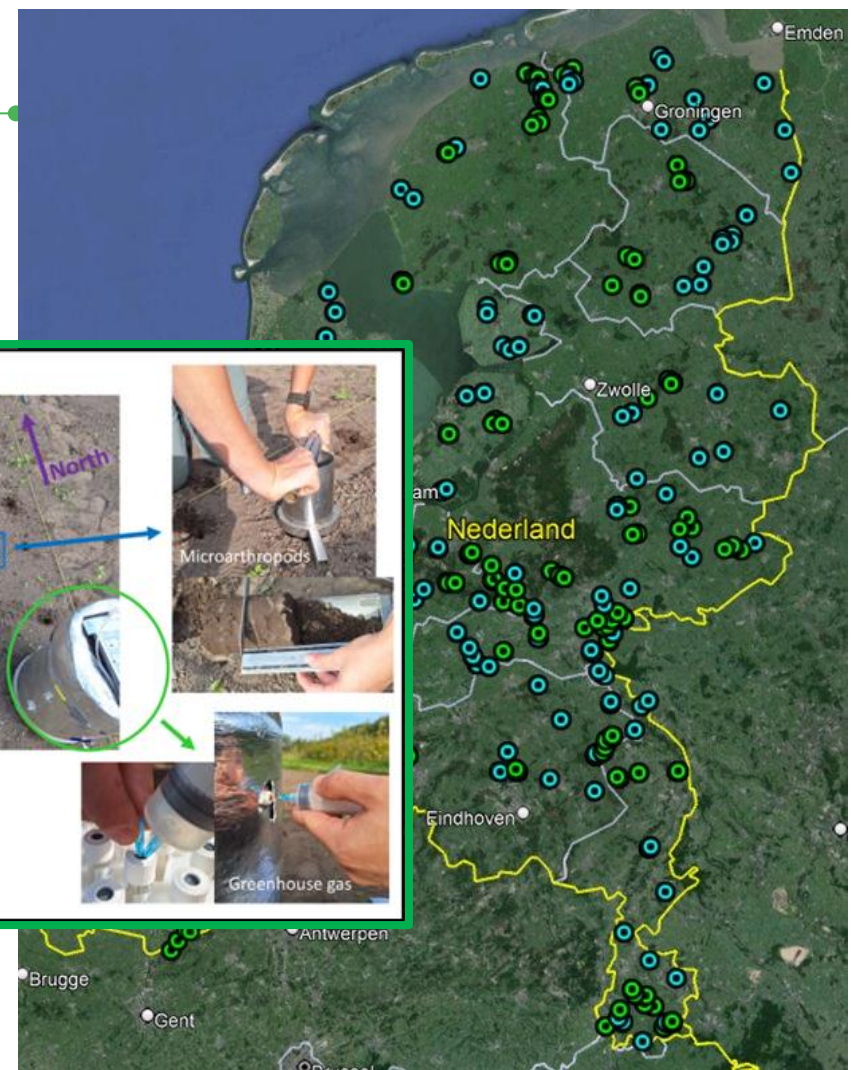 Emden
Groningen
Zwolle
am
Nederland
North
Microarthropods
Greenhouse gas
Eindhoven
Antwerpen
Brugge
Gent